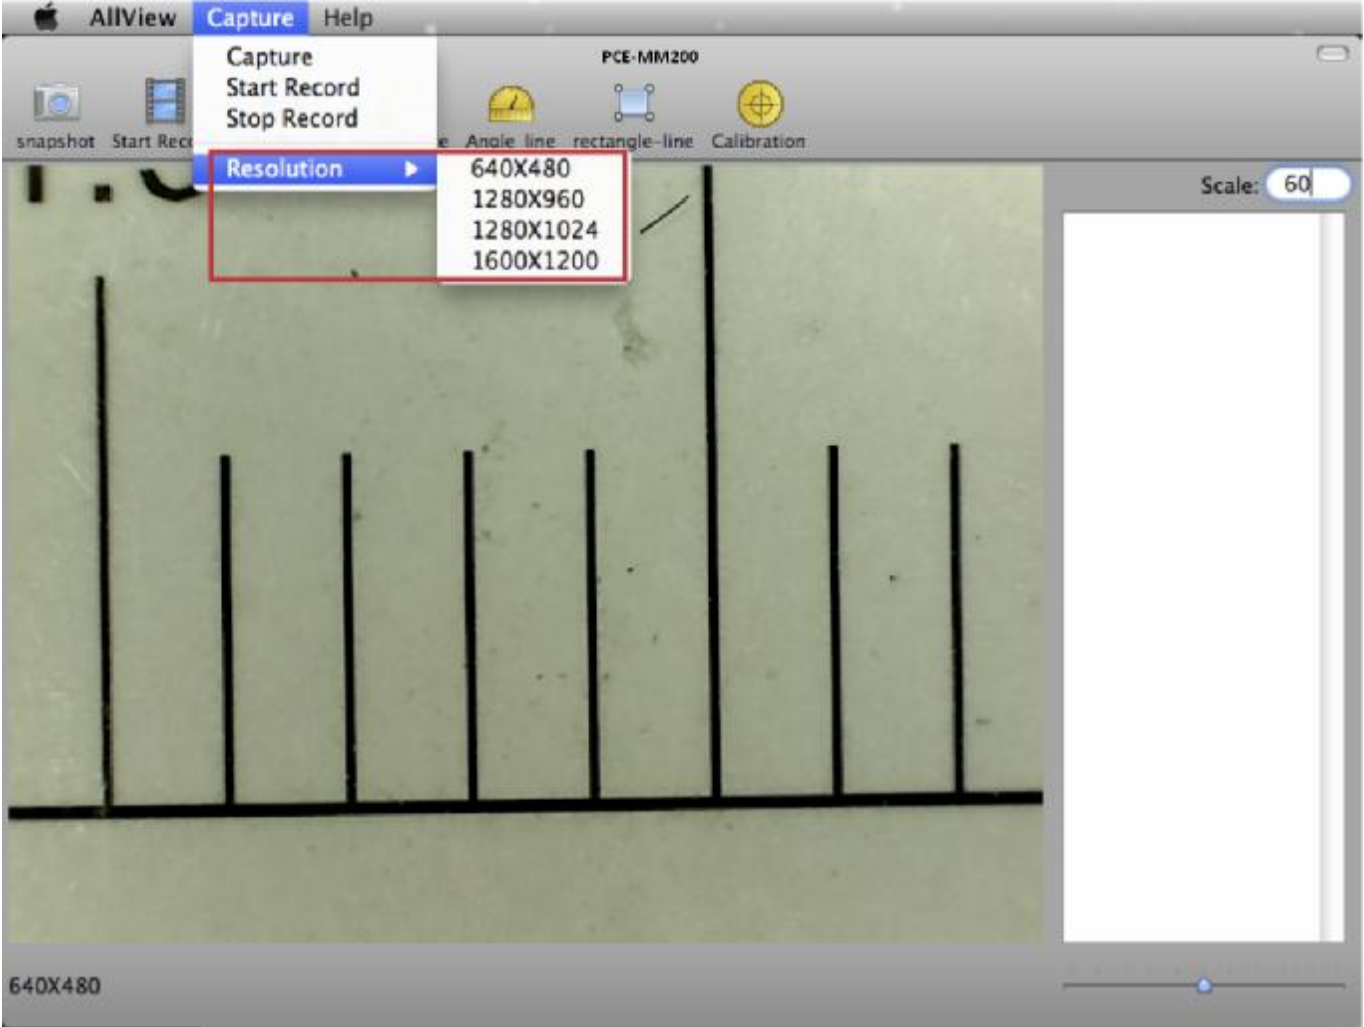 AllView Capture Help
Capture
Start Record
Stop Record
Resolution
640X480
1280X960
1280X1024
1600X1200
PCE-MM200
snapshot Start Reco e Angle line rectangle-line Calibration
Scale: 60
640X480